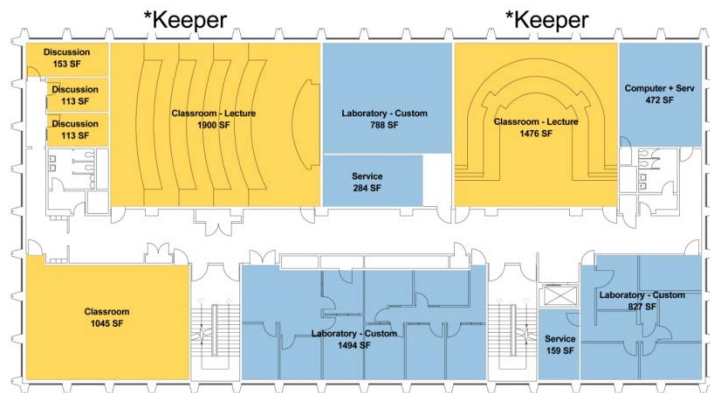 *Keeper
*Keeper
Discussion
153 SF
Discussion
113 SF
Discussion
113 SF
Classroom - Lecture
1900 SF
Laboratory - Custom
788 SF
Service
284 SF
Classroom - Lecture
1476 SF
Computer + Serv
472 SF
Classroom
1045 SF
Laboratory - Custom
1494 SF
Service
159 SF
Laboratory - Custom
827 SF